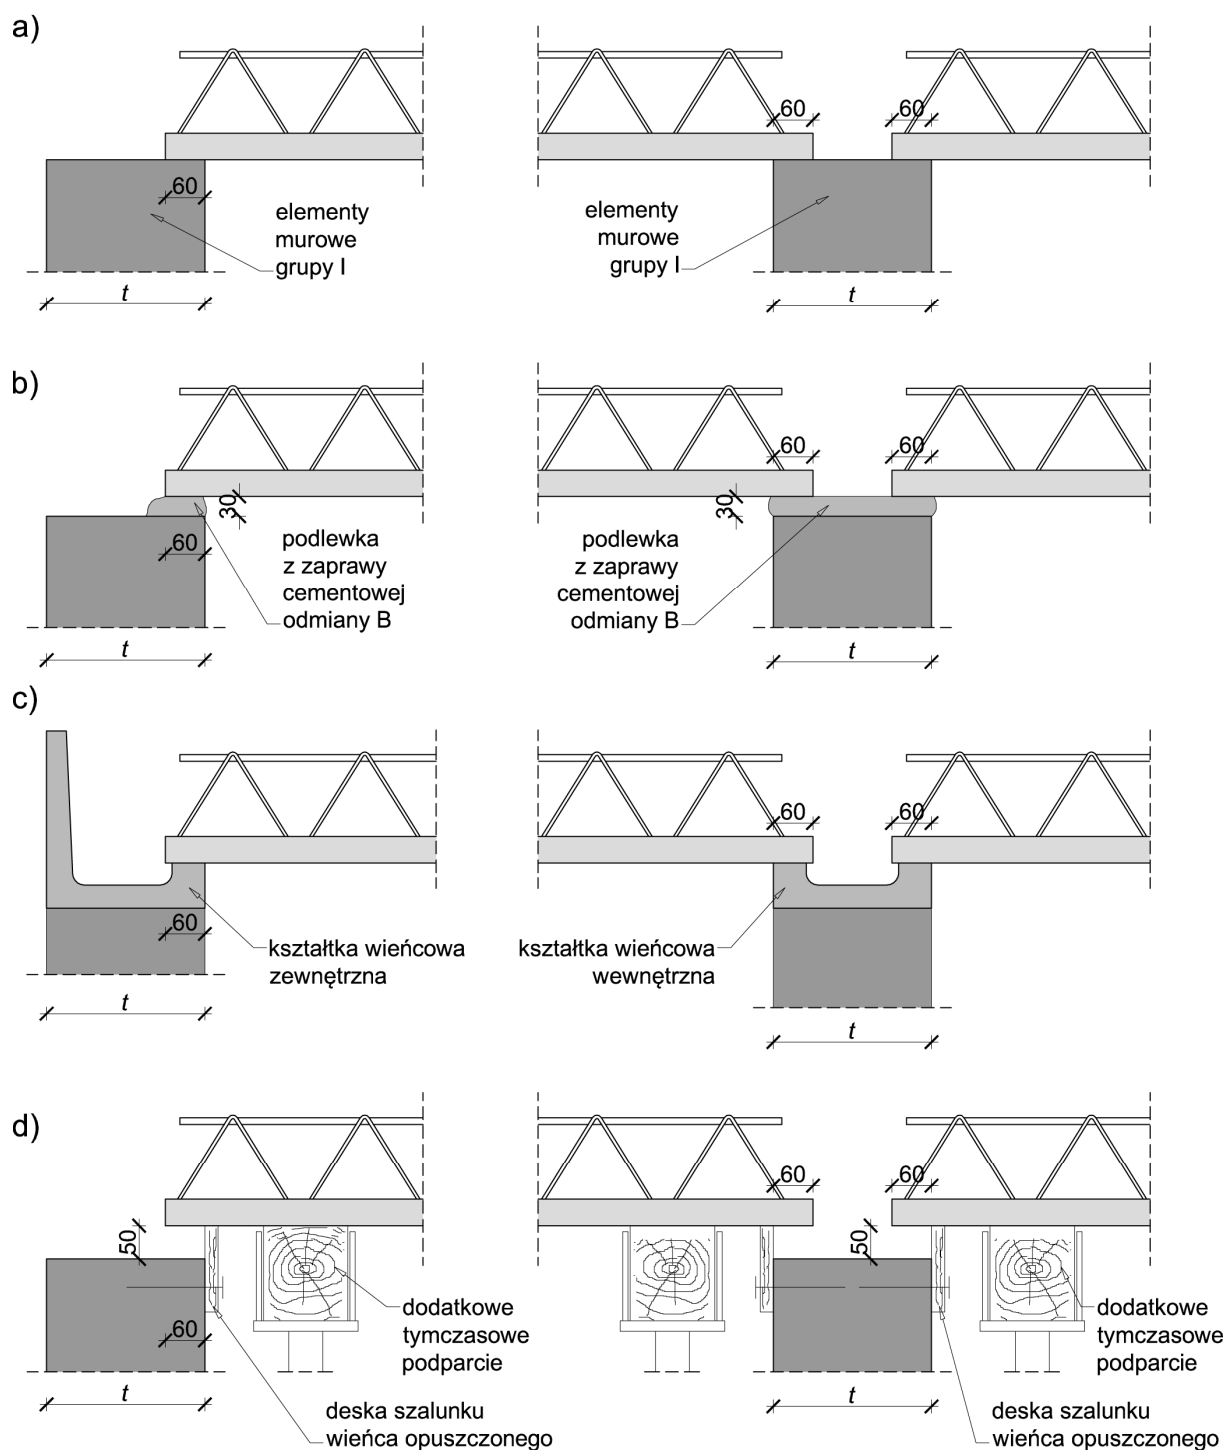 a)
60
elementy
murowe
grupy I
t
60
60
elementy
murowe
grupy I
t
b)
30
60
podlewka
z zaprawy
cementowej
odmiany B
t
60
60
30
podlewka
z zaprawy
cementowej
odmiany B
t
c)
60
kształtka wieńcowa
zewnętrzna
t
60
60
kształtka wieńcowa
wewnętrzna
t
d)
50
60
dodatkowe
tymczasowe
podparcie
t
deska szalunku
wieńca opuszczonego
60
60
50
dodatkowe
tymczasowe
podparcie
t
deska szalunku
wieńca opuszczonego